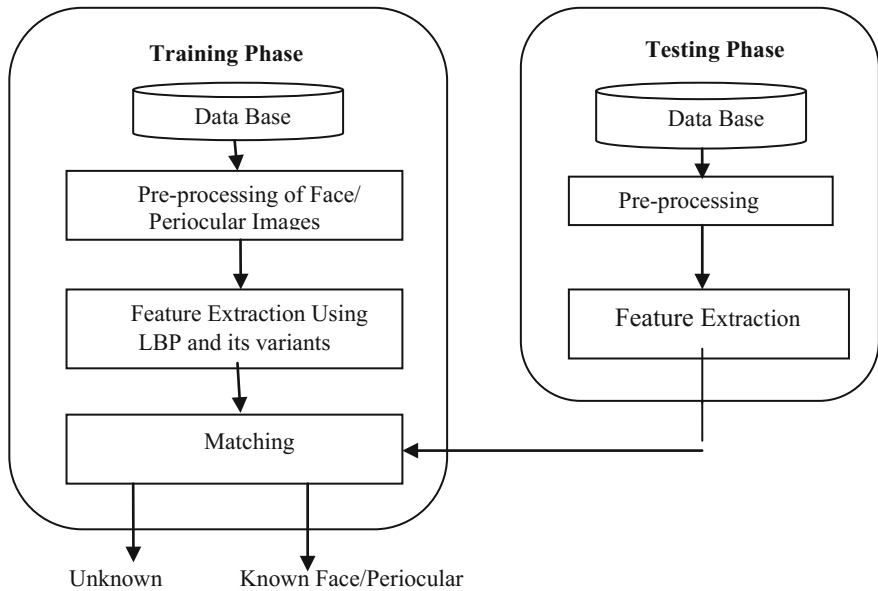 Training Phase
Data Base
Pre-processing of Face/
Periocular Images
Feature Extraction Using
LBP and its variants
Matching
Unknown
Known Face/Periocular
Testing Phase
Data Base
Pre-processing
Feature Extraction